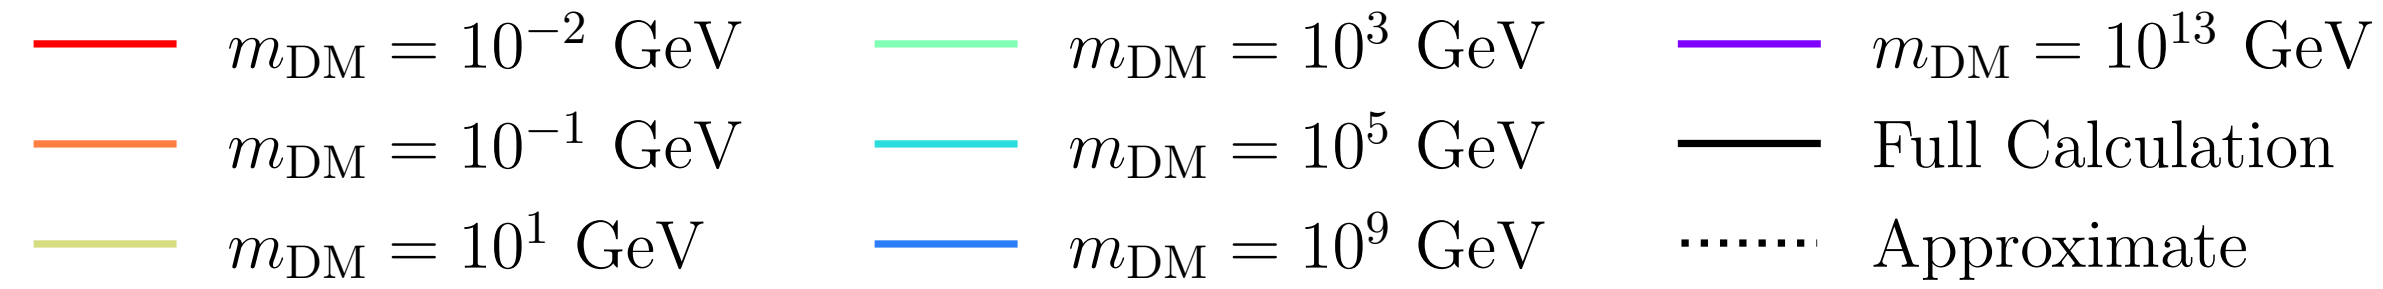 m_DM = 10^−2 GeV
m_DM = 10^−1 GeV
m_DM = 10^1 GeV
m_DM = 10^3 GeV
m_DM = 10^5 GeV
m_DM = 10^9 GeV
m_DM = 10^13 GeV
Full Calculation
Approximate